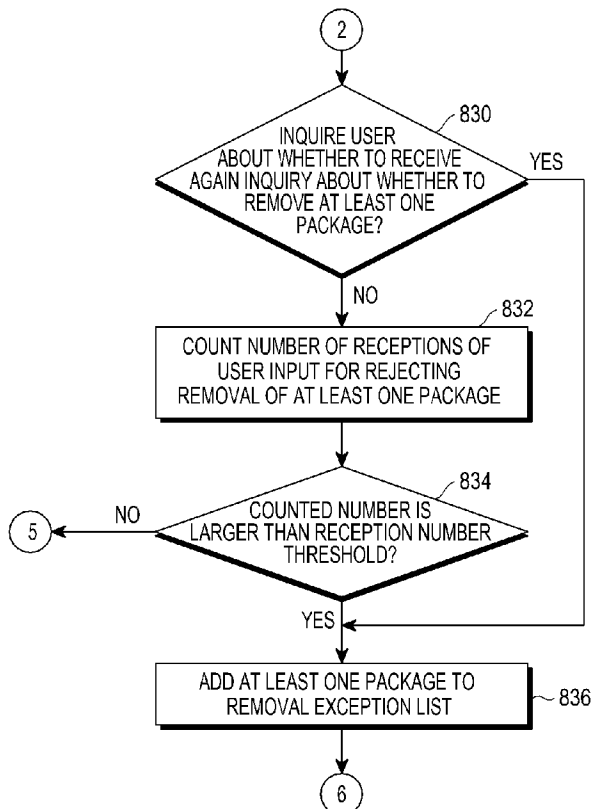 2
830
INQUIRE USER
ABOUT WHETHER TO RECEIVE
AGAIN INQUIRY ABOUT WHETHER TO
REMOVE AT LEAST ONE
PACKAGE?
YES
NO
832
COUNT NUMBER OF RECEPTIONS OF
USER INPUT FOR REJECTING
REMOVAL OF AT LEAST ONE PACKAGE
834
COUNTED NUMBER IS
LARGER THAN RECEPTION NUMBER
THRESHOLD?
NO
5
YES
ADD AT LEAST ONE PACKAGE TO
REMOVAL EXCEPTION LIST
836
6